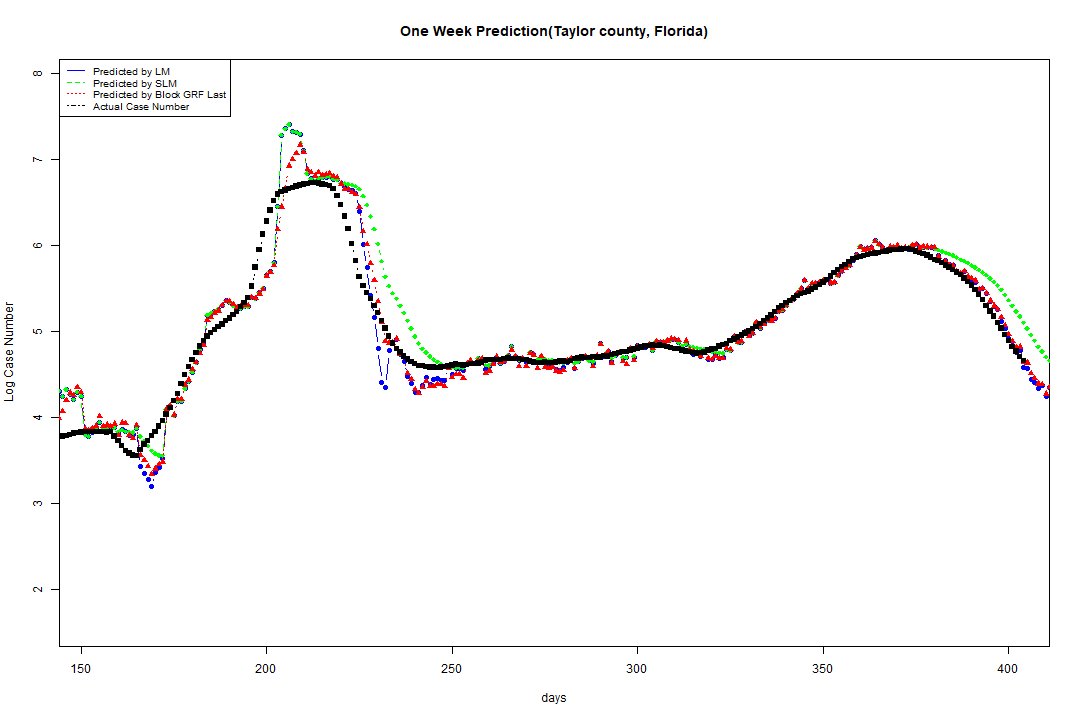 One Week Prediction(Taylor county, Florida)
Predicted by LM
Predicted by SLM
Predicted by Block GRF Last
Actual Case Number
8
7
6
5
4
3
2
Log Case Number
150 200 250 300 350 400
days